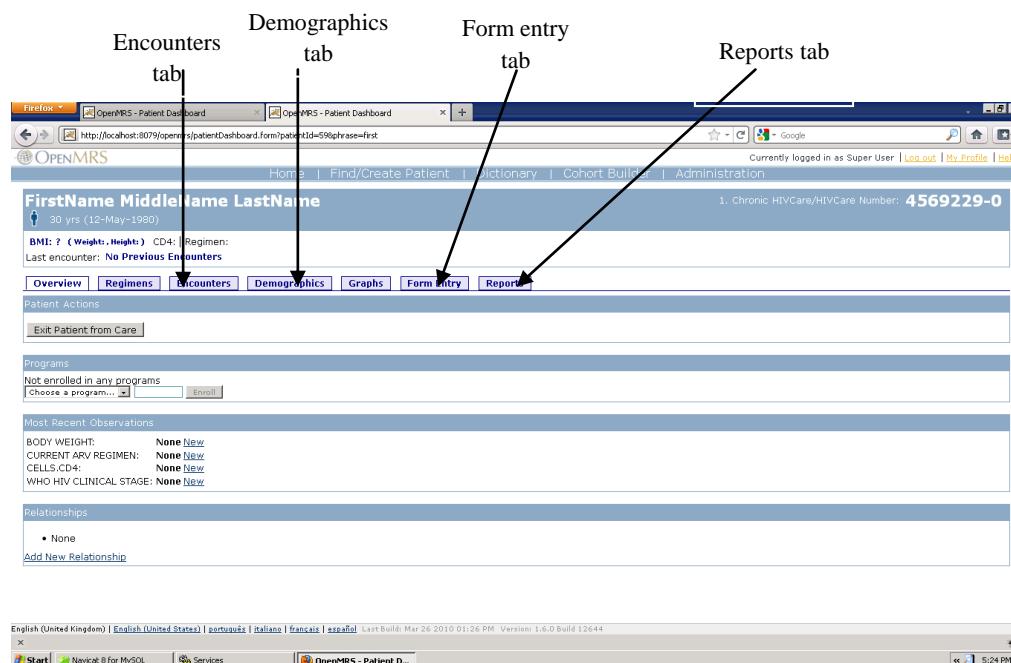 Encounters
tab
Demographics
tab
Form entry
tab
Reports tab
Firefox
OpenMRS - Patient Dashboard
OpenMRS - Patient Dashboard
http://localhost:8079/openmrs/patientDashboard.form?patientId=59&phrase=first
Google
OPENMRS
Currently logged in as Super User | Log out | My Profile | Hel
Home | Find/Create Patient | Dictionary | Cohort Builder | Administration
FirstName MiddleName LastName
1. Chronic HIVCare/HIVCare Number: 4569229-0
30 yrs (12-May-1980)
BMI: ? ( Weight: , Height: ) CD4: | Regimen:
Last encounter: No Previous Encounters
Overview Regimens Encounters Demographics Graphs Form Entry Reports
Patient Actions
Exit Patient from Care
Programs
Not enrolled in any programs
Choose a program... Enroll
Most Recent Observations
BODY WEIGHT: None New
CURRENT ARV REGIMEN: None New
CELLS.CD4: None New
WHO HIV CLINICAL STAGE: None New
Relationships
• None
Add New Relationship
English (United Kingdom) | English (United States) | português | italiano | français | español Last Build: Mar 26 2010 01:26 PM Version: 1.6.0 Build 12644
Start Navicat 8 for MySQL Services OpenMRS - Patient D... 5:24 PM